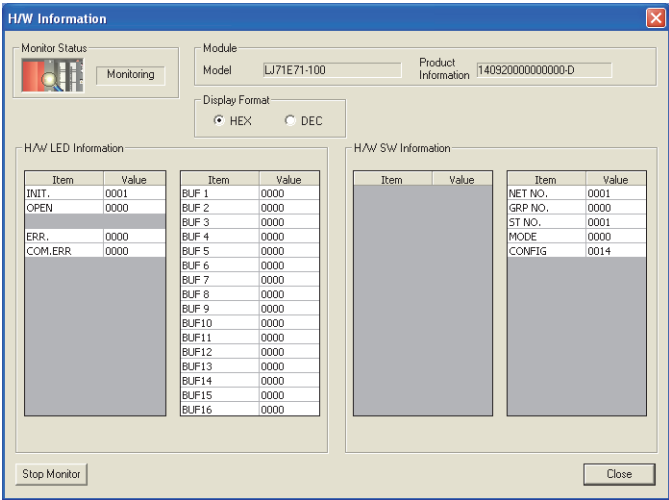 H/W Information
Monitor Status
Monitoring
Module
Model LJ71E71-100 Product Information 140920000000000-D
Display Format
HEX DEC
H/W LED Information
Item Value
INIT. 0001
OPEN 0000
ERR. 0000
COM.ERR 0000
Item Value
BUF 1 0000
BUF 2 0000
BUF 3 0000
BUF 4 0000
BUF 5 0000
BUF 6 0000
BUF 7 0000
BUF 8 0000
BUF 9 0000
BUF10 0000
BUF11 0000
BUF12 0000
BUF13 0000
BUF14 0000
BUF15 0000
BUF16 0000
H/W SW Information
Item Value
Item Value
NET NO. 0001
GRP NO. 0000
ST NO. 0001
MODE 0000
CONFIG 0014
Stop Monitor
Close